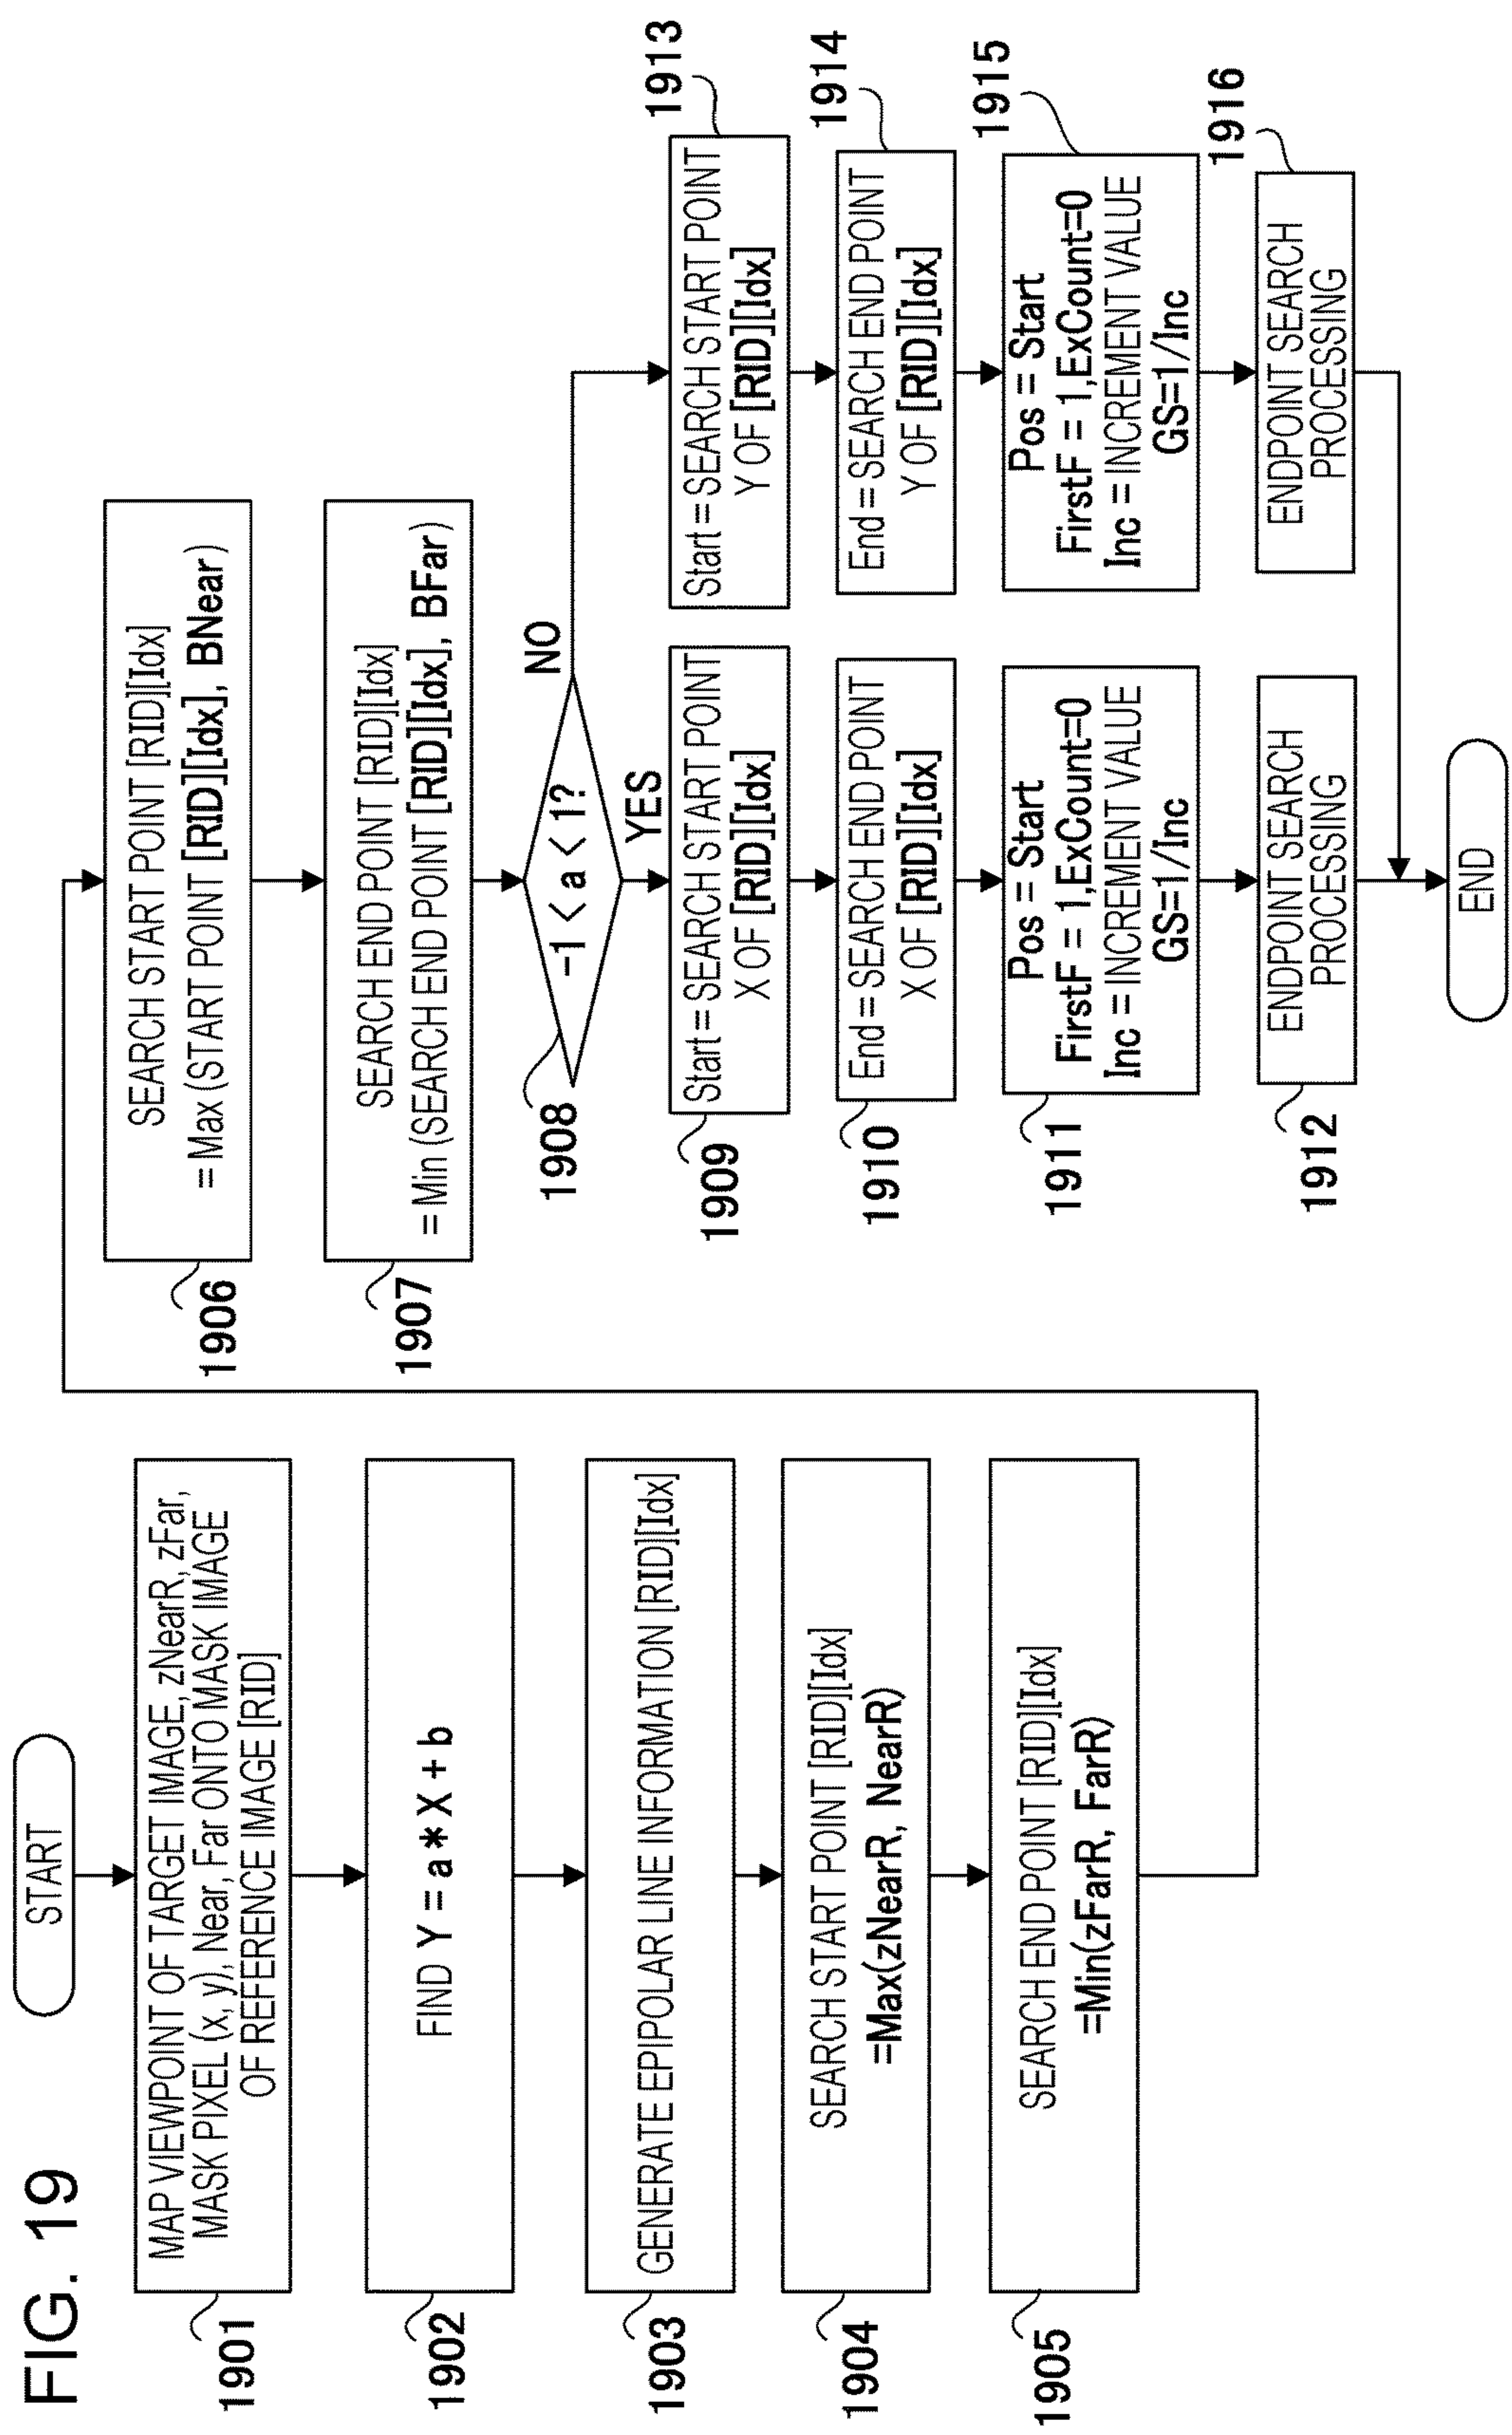 FIG. 19
START
MAP VIEWPOINT OF TARGET IMAGE, zNearR, zFar,
MASK PIXEL (x, y), Near, Far ONTO MASK IMAGE
OF REFERENCE IMAGE [RID]
1901
FIND Y = a * X + b
1902
GENERATE EPIPOLAR LINE INFORMATION [RID][Idx]
1903
SEARCH START POINT [RID][Idx]
=Max(zNearR, NearR)
1904
SEARCH END POINT [RID][Idx]
=Min(zFarR, FarR)
1905
SEARCH START POINT [RID][Idx]
= Max (START POINT [RID][Idx], BNear)
1906
SEARCH END POINT [RID][Idx]
= Min (SEARCH END POINT [RID][Idx], BFar)
1907
-1 < a < 1?
1908
YES
NO
Start = SEARCH START POINT
X OF [RID][Idx]
1909
End = SEARCH END POINT
X OF [RID][Idx]
1910
Pos = Start
FirstF = 1,ExCount=0
Inc = INCREMENT VALUE
GS=1/Inc
1911
ENDPOINT SEARCH
PROCESSING
1912
Start = SEARCH START POINT
Y OF [RID][Idx]
1913
End = SEARCH END POINT
Y OF [RID][Idx]
1914
Pos = Start
FirstF = 1,ExCount=0
Inc = INCREMENT VALUE
GS=1/Inc
1915
ENDPOINT SEARCH
PROCESSING
1916
END